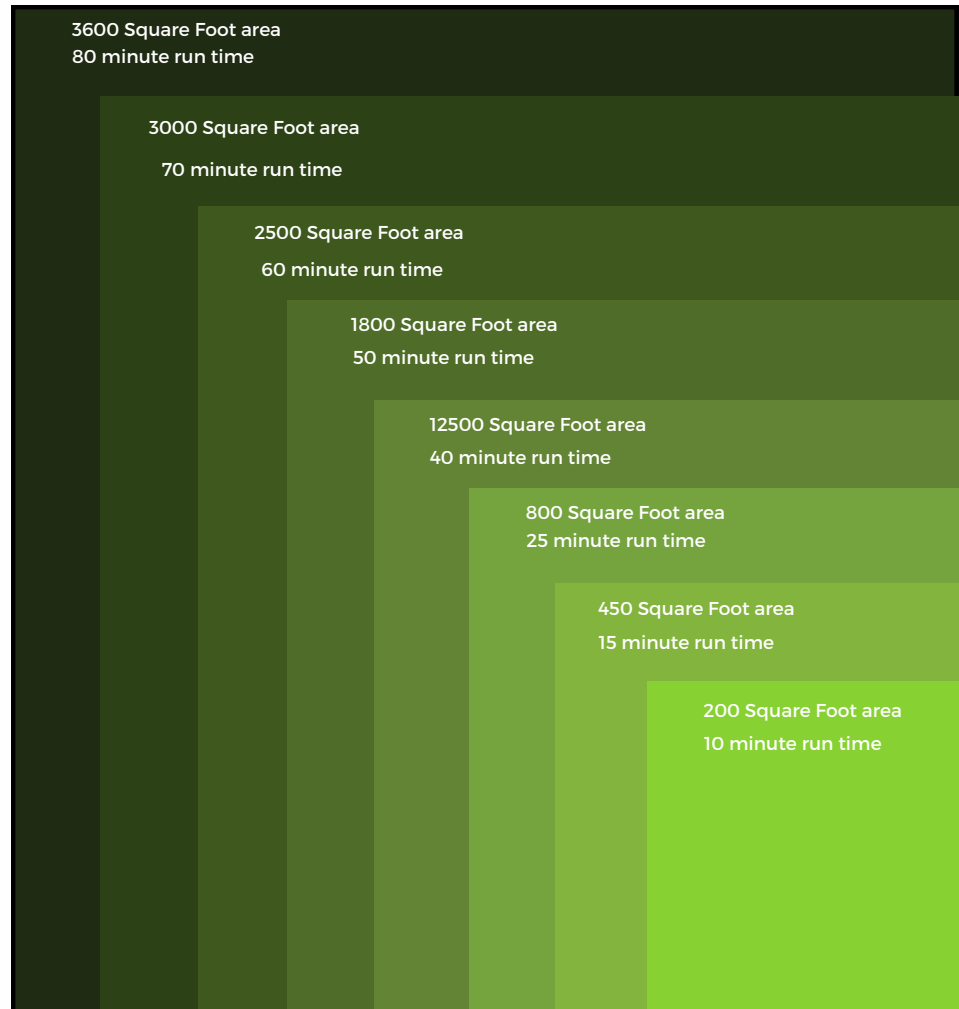 3600 Square Foot area
80 minute run time
3000 Square Foot area
70 minute run time
2500 Square Foot area
60 minute run time
1800 Square Foot area
50 minute run time
12500 Square Foot area
40 minute run time
800 Square Foot area
25 minute run time
450 Square Foot area
15 minute run time
200 Square Foot area
10 minute run time